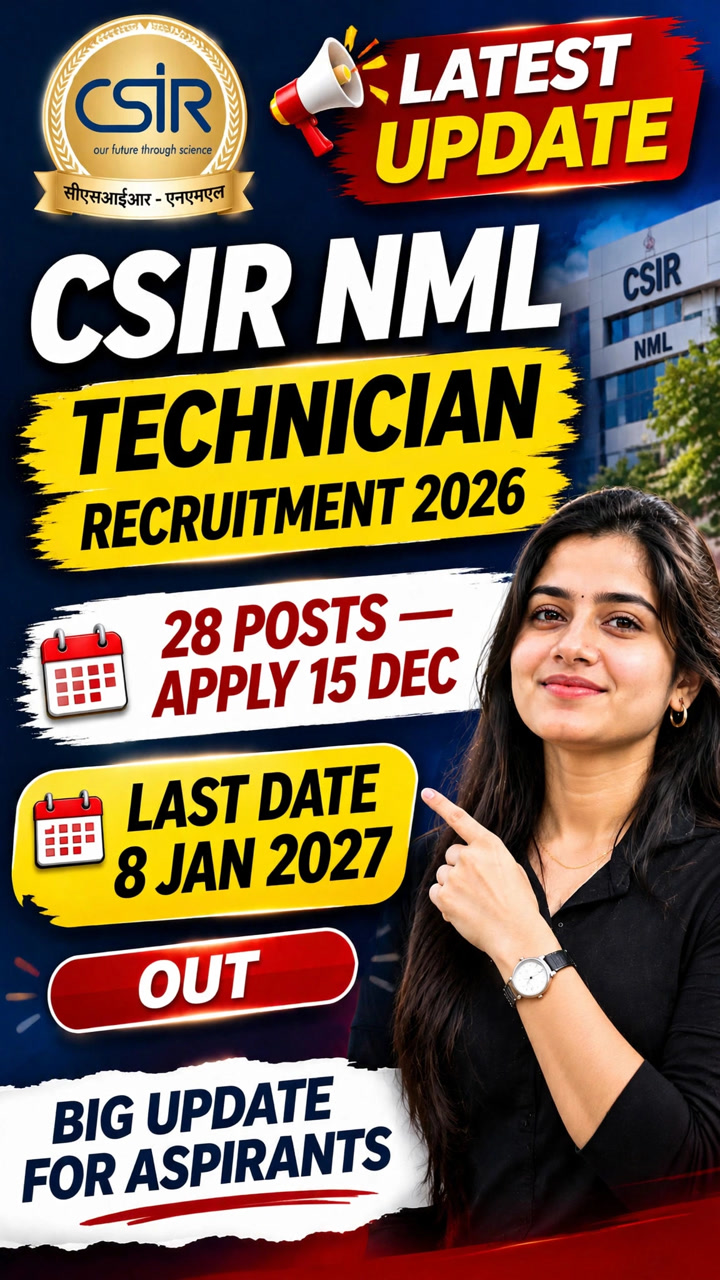 CSIR
our future through science
सीएसआईआर - एनएमएल
LATEST
UPDATE
CSIR NML
CSIR
NML
TECHNICIAN
RECRUITMENT 2026
28 POSTS —
APPLY 15 DEC
LAST DATE
8 JAN 2027
OUT
BIG UPDATE
FOR ASPIRANTS